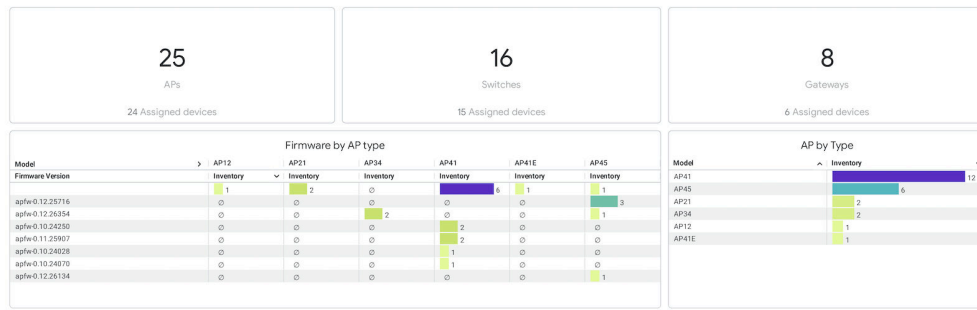 25
APs
24 Assigned devices
16
Switches
15 Assigned devices
8
Gateways
6 Assigned devices
Firmware by AP type
Model AP12 AP21 AP34 AP41 AP41E AP45
Firmware Version Inventory Inventory Inventory Inventory Inventory Inventory
1 2 ∅ 6 1 1
apfw-0.12.25716 ∅ ∅ ∅ ∅ ∅ 3
apfw-0.12.26354 ∅ ∅ 2 ∅ ∅ 1
apfw-0.10.24250 ∅ ∅ ∅ 2 ∅ ∅
apfw-0.11.25907 ∅ ∅ ∅ 2 ∅ ∅
apfw-0.10.24028 ∅ ∅ ∅ 1 ∅ ∅
apfw-0.10.24070 ∅ ∅ ∅ 1 ∅ ∅
apfw-0.12.26134 ∅ ∅ ∅ ∅ ∅ 1
AP by Type
Model Inventory
AP41 12
AP45 6
AP21 2
AP34 2
AP12 1
AP41E 1